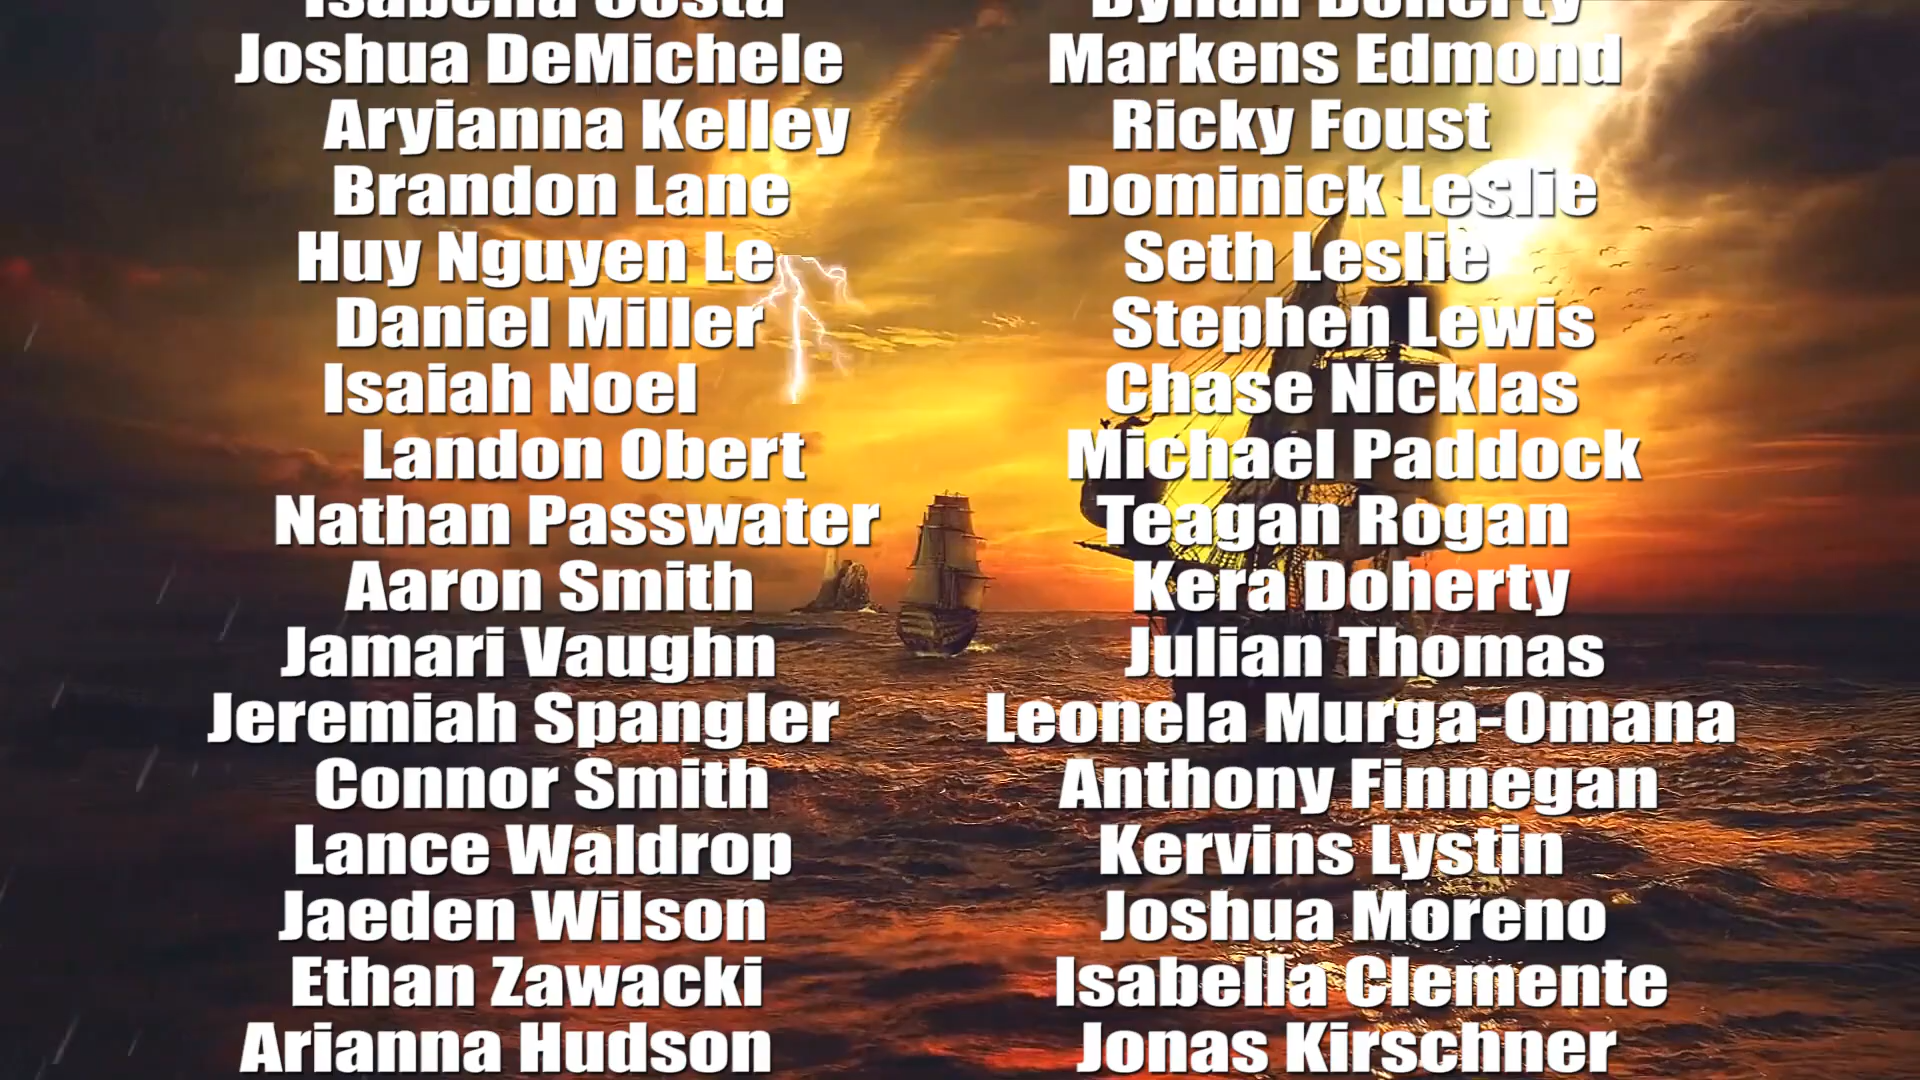 Isabella Costa
Joshua DeMichele
Aryianna Kelley
Brandon Lane
Huy Nguyen Le
Daniel Miller
Isaiah Noel
Landon Obert
Nathan Passwater
Aaron Smith
Jamari Vaughn
Jeremiah Spangler
Connor Smith
Lance Waldrop
Jaeden Wilson
Ethan Zawacki
Arianna Hudson
Doherty
Markens Edmond
Ricky Foust
Dominick Leslie
Seth Leslie
Stephen Lewis
Chase Nicklas
Michael Paddock
Teagan Rogan
Kera Doherty
Julian Thomas
Leonela Murga-Omana
Anthony Finnegan
Kervins Lystin
Joshua Moreno
Isabella Clemente
Jonas Kirschner